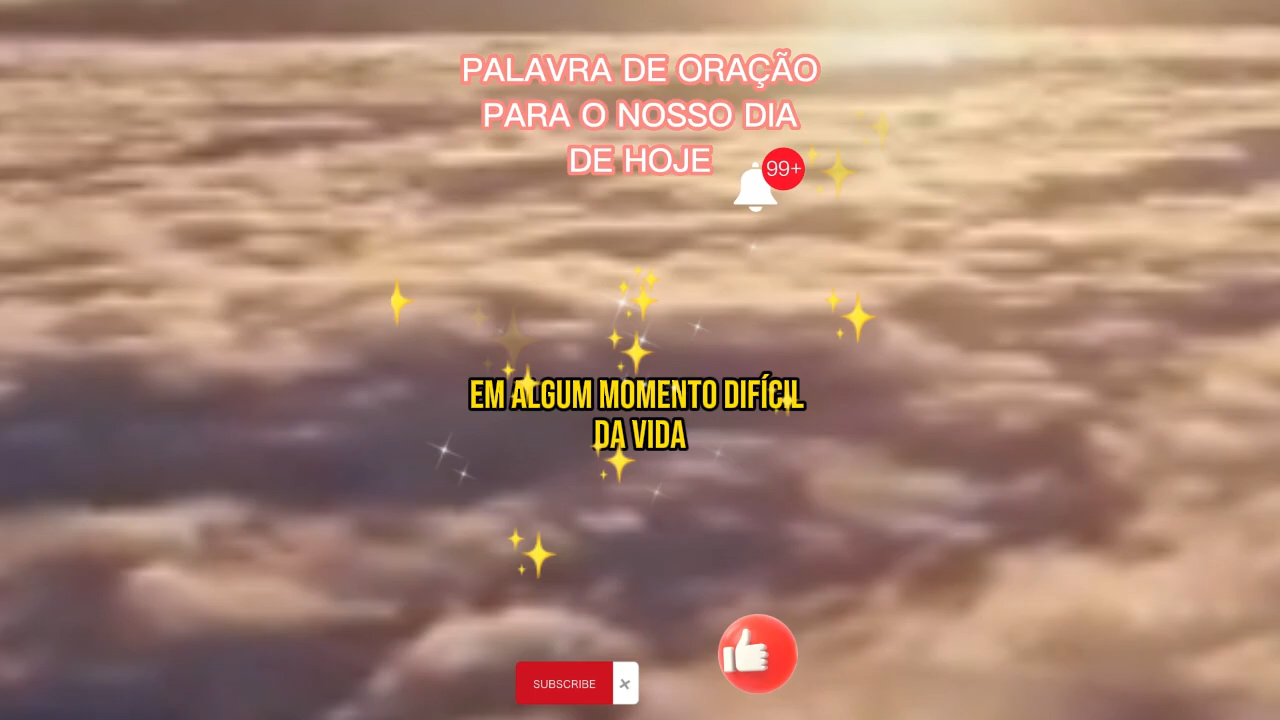 PALAVRA DE ORAÇÃO
PARA O NOSSO DIA
DE HOJE
99+
EM ALGUM MOMENTO DIFÍCIL
DA VIDA
SUBSCRIBE